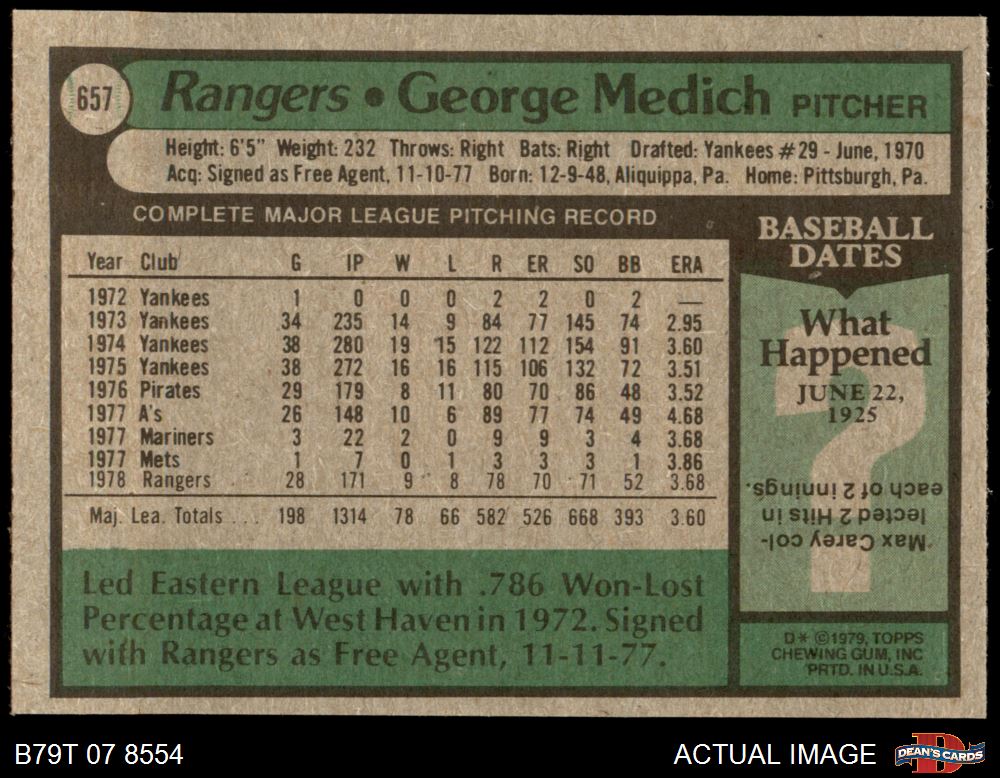 657
Rangers • George Medich PITCHER
Height: 6'5" Weight: 232 Throws: Right Bats: Right Drafted: Yankees #29 - June, 1970
Acq: Signed as Free Agent, 11-10-77 Born: 12-9-48, Aliquippa, Pa. Home: Pittsburgh, Pa.
COMPLETE MAJOR LEAGUE PITCHING RECORD
Year Club G IP W L R ER SO BB ERA
1972 Yankees 1 0 0 0 2 2 0 2 —
1973 Yankees 34 235 14 9 84 77 145 74 2.95
1974 Yankees 38 280 19 15 122 112 154 91 3.60
1975 Yankees 38 272 16 16 115 106 132 72 3.51
1976 Pirates 29 179 8 11 80 70 86 48 3.52
1977 A's 26 148 10 6 89 77 74 49 4.68
1977 Mariners 3 22 2 0 9 9 3 4 3.68
1977 Mets 1 7 0 1 3 3 3 1 3.86
1978 Rangers 28 171 9 8 78 70 71 52 3.68
Maj. Lea. Totals ... 198 1314 78 66 582 526 668 393 3.60
Led Eastern League with .786 Won-Lost
Percentage at West Haven in 1972. Signed
with Rangers as Free Agent, 11-11-77.
BASEBALL
DATES
What
Happened
JUNE 22,
1925
?
Max Carey col-
lected 2 Hits in
each of 2 innings.
D* ©1979, TOPPS
CHEWING GUM, INC
PRTD. IN U.S.A.
B79T 07 8554
ACTUAL IMAGE
DEAN'S CARDS